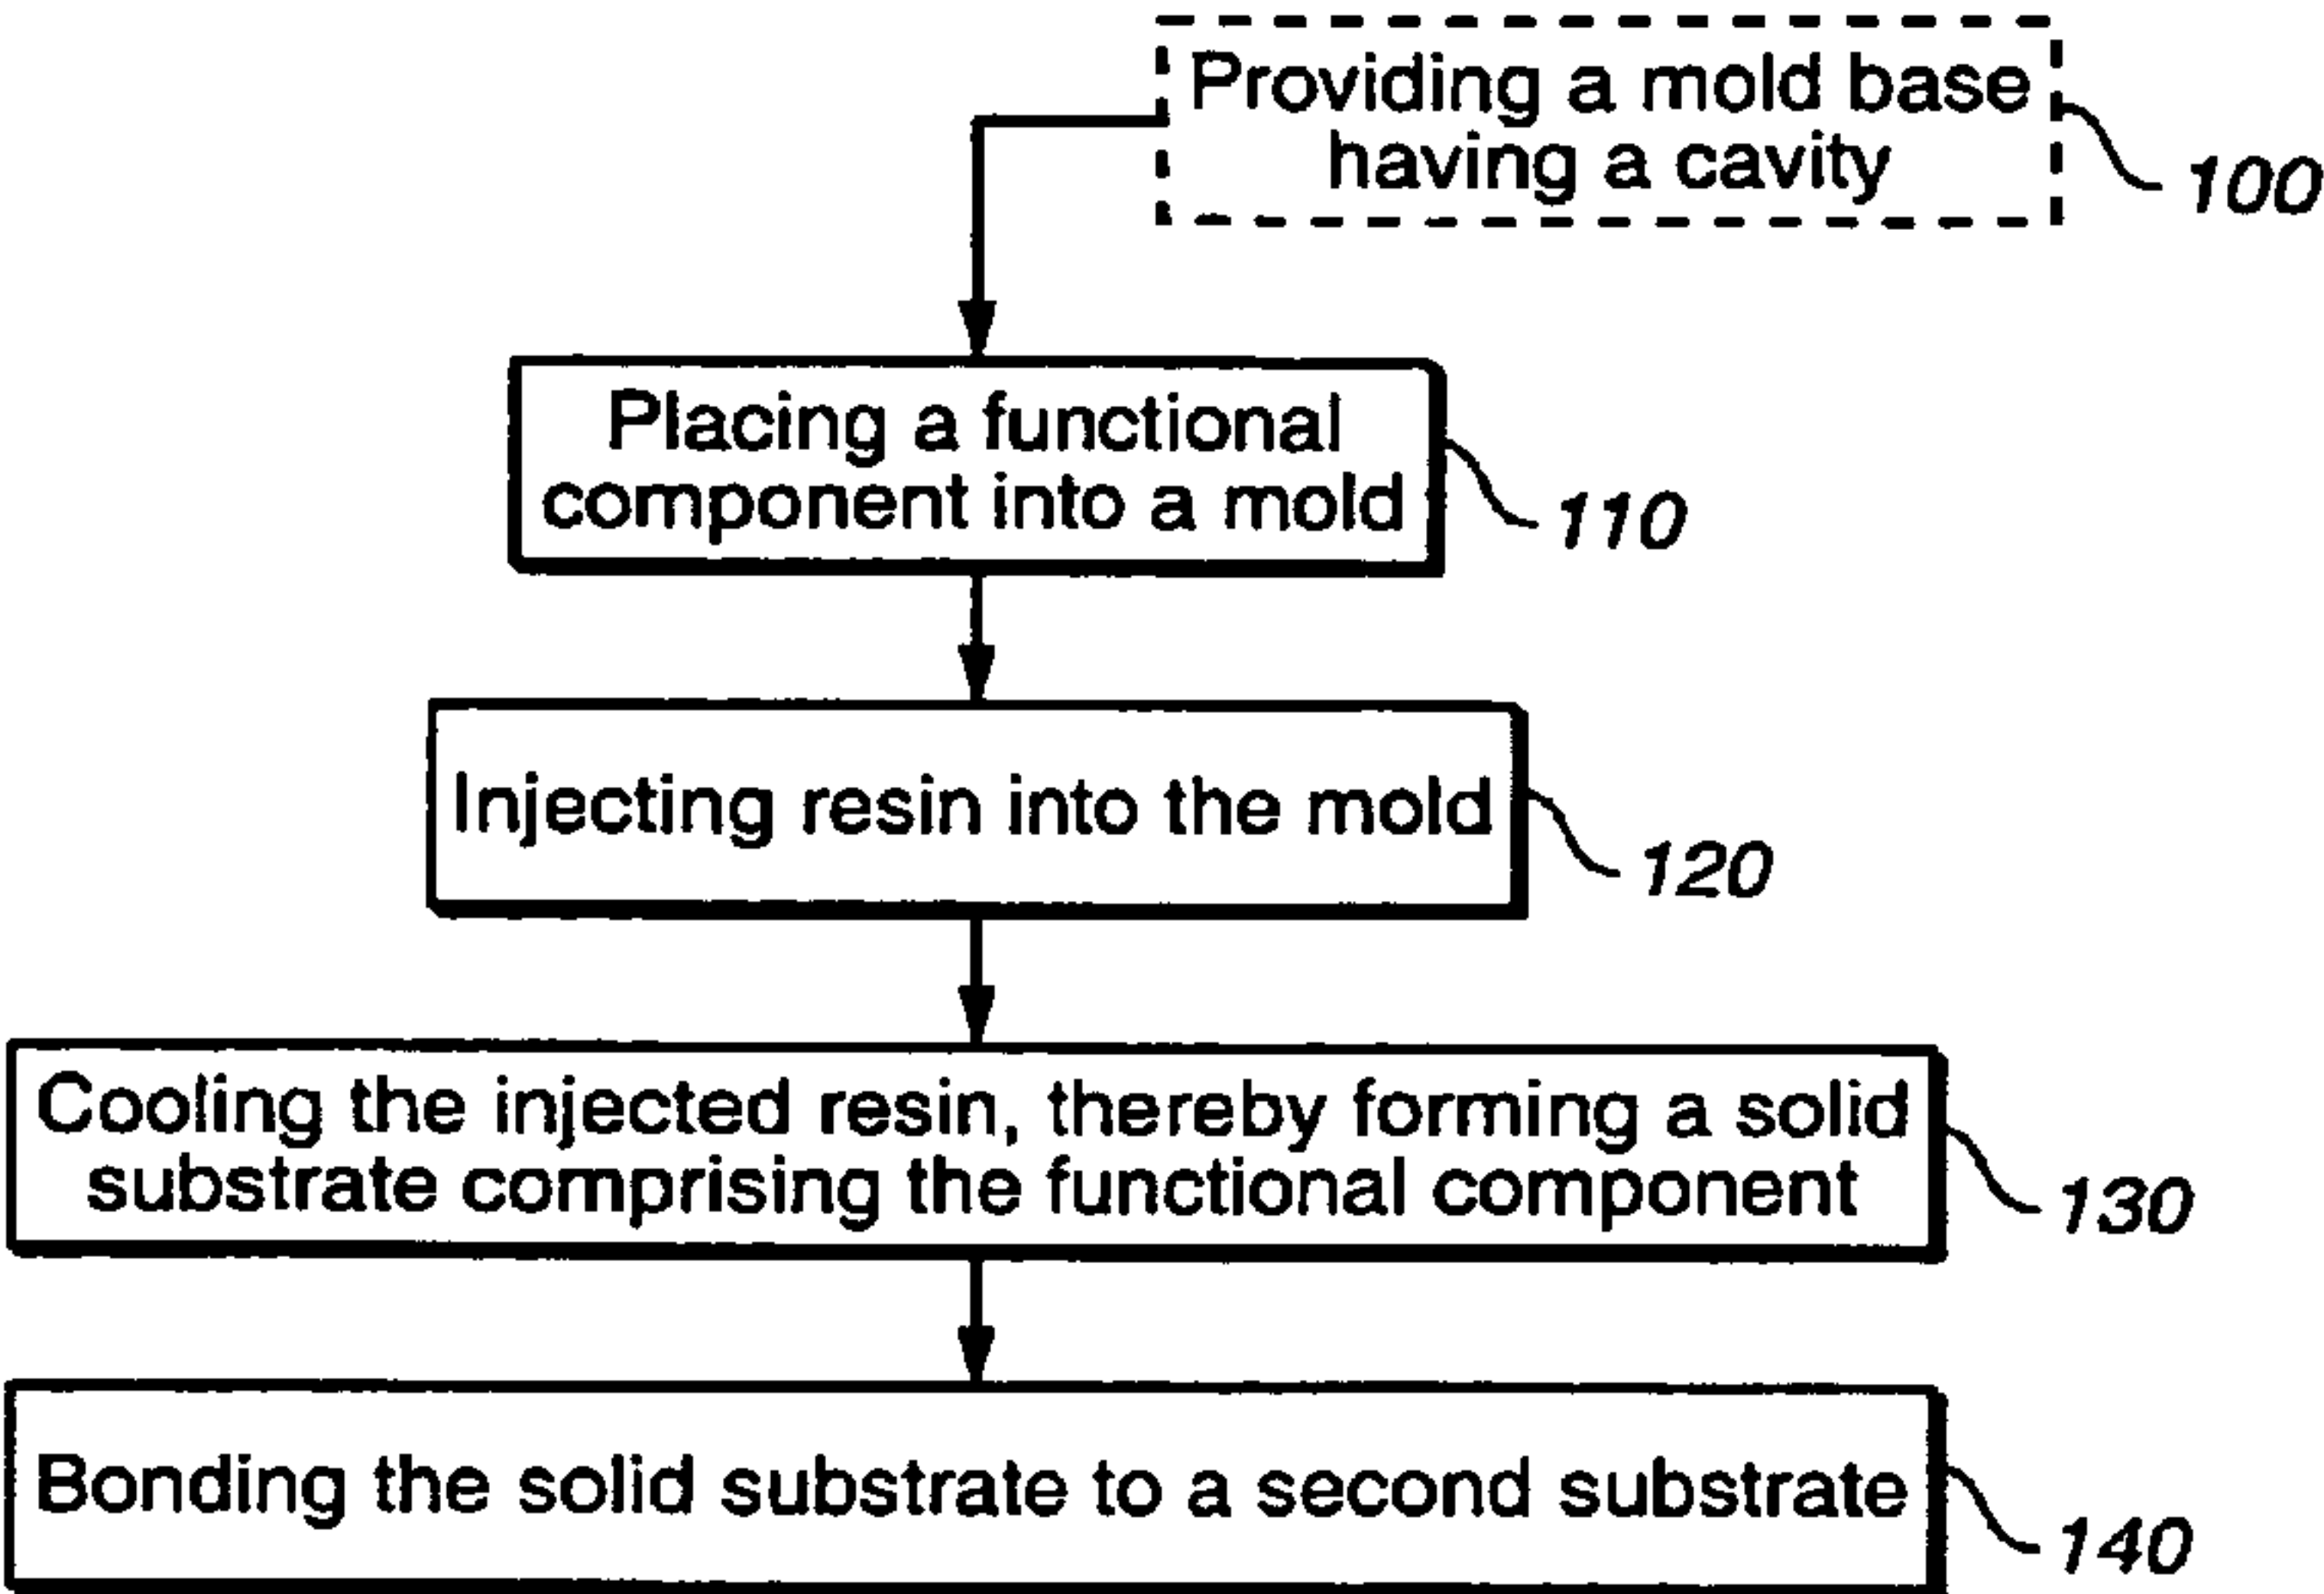 Providing a mold base
having a cavity
100
Placing a functional
component into a mold
110
Injecting resin into the mold
120
Cooling the injected resin, thereby forming a solid
substrate comprising the functional component
130
Bonding the solid substrate to a second substrate
140